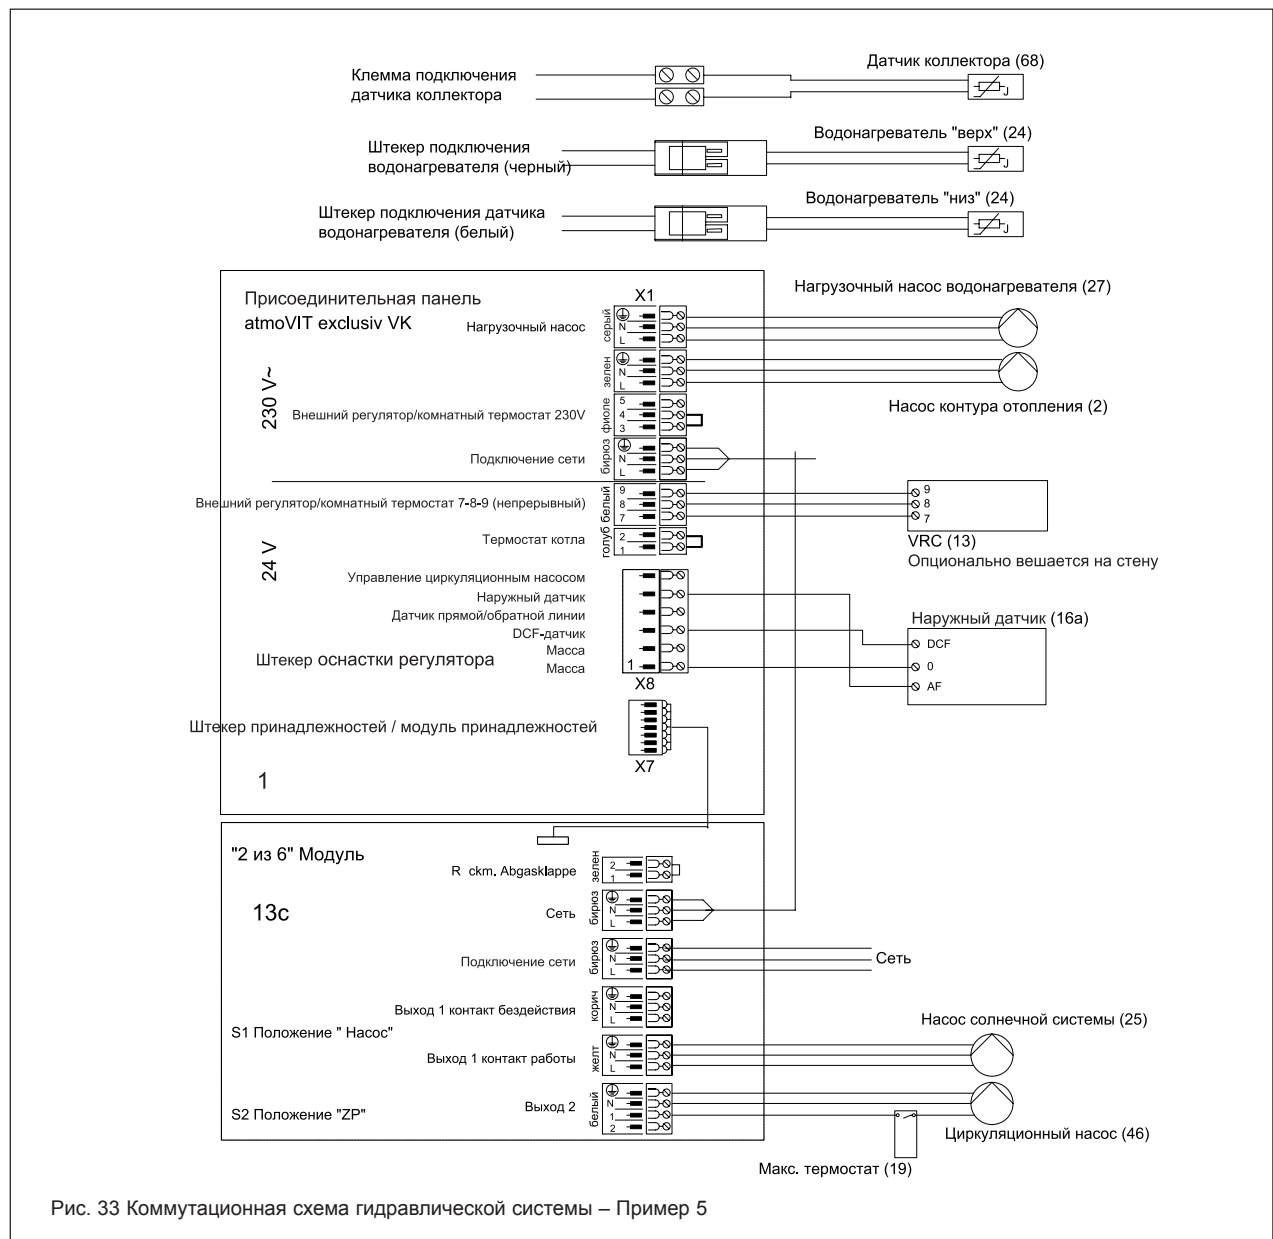 Клемма подключения
датчика коллектора
Датчик коллектора (68)
J
Штекер подключения
водонагревателя (черный)
Водонагреватель "верх" (24)
J
Штекер подключения датчика
водонагревателя (белый)
Водонагреватель "низ" (24)
J
Присоединительная панель
atmoVIT exclusiv VK
X1
Нагрузочный насос
серый
N
L
Нагрузочный насос водонагревателя (27)
зелен
N
L
Насос контура отопления (2)
230 V~
Внешний регулятор/комнатный термостат 230V
фиоле
5
4
3
Подключение сети
бирюз
N
L
Внешний регулятор/комнатный термостат 7-8-9 (непрерывный)
белый
9
8
7
9
8
7
VRC (13)
Опционально вешается на стену
24 V
Термостат котла
голуб
2
1
Управление циркуляционным насосом
Наружный датчик
Датчик прямой/обратной линии
DCF-датчик
Масса
Масса
1
Штекер оснастки регулятора
X8
Наружный датчик (16a)
DCF
0
AF
Штекер принадлежностей / модуль принадлежностей
X7
1
"2 из 6" Модуль
13c
R ckm. Abgasklappe
зелен
2
1
Сеть
бирюз
N
L
Подключение сети
бирюз
N
L
Сеть
Выход 1 контакт бездействия
корич
N
L
S1 Положение " Насос"
Выход 1 контакт работы
желт
N
L
Насос солнечной системы (25)
S2 Положение "ZP"
Выход 2
белый
N
1
2
Циркуляционный насос (46)
Макс. термостат (19)
Рис. 33 Коммутационная схема гидравлической системы – Пример 5